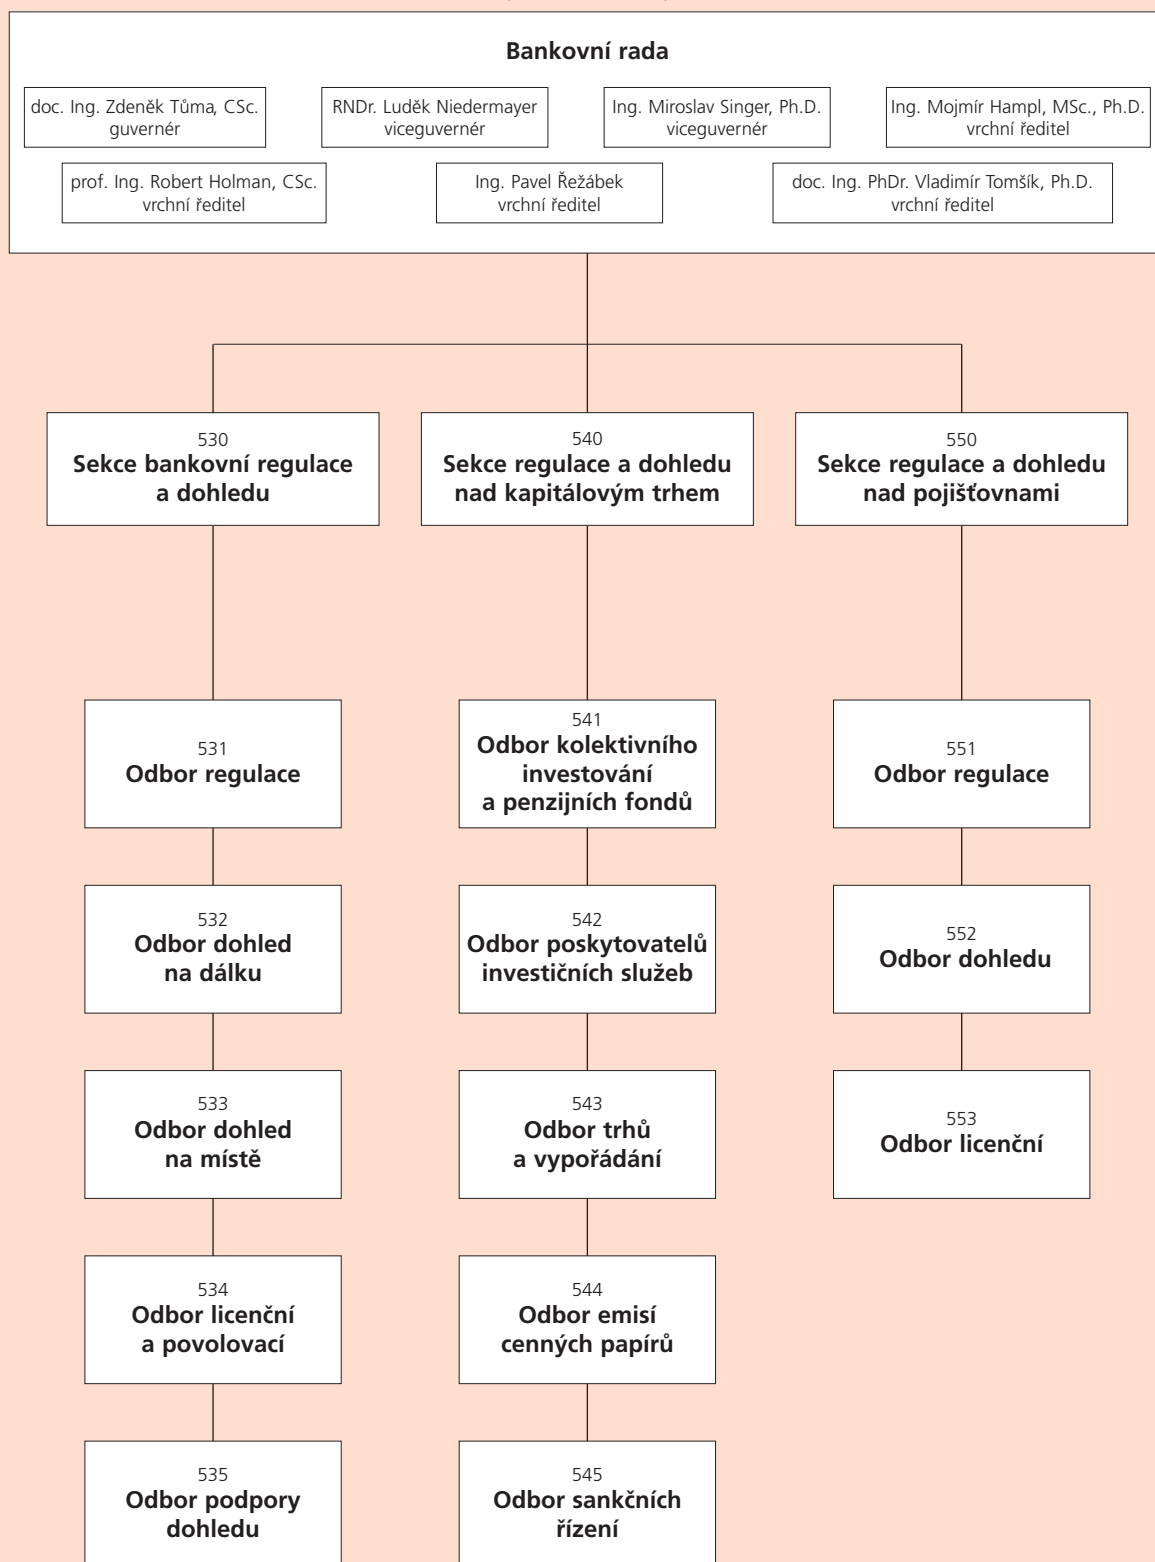 Bankovní rada
doc. Ing. Zdeněk Tůma, CSc.
guvernér
RNDr. Luděk Niedermayer
viceguvernér
Ing. Miroslav Singer, Ph.D.
viceguvernér
Ing. Mojmír Hampl, MSc., Ph.D.
vrchní ředitel
prof. Ing. Robert Holman, CSc.
vrchní ředitel
Ing. Pavel Řežábek
vrchní ředitel
doc. Ing. PhDr. Vladimír Tomšík, Ph.D.
vrchní ředitel
530
Sekce bankovní regulace
a dohledu
540
Sekce regulace a dohledu
nad kapitálovým trhem
550
Sekce regulace a dohledu
nad pojišťovnami
531
Odbor regulace
541
Odbor kolektivního
investování
a penzijních fondů
551
Odbor regulace
532
Odbor dohled
na dálku
542
Odbor poskytovatelů
investičních služeb
552
Odbor dohledu
533
Odbor dohled
na místě
543
Odbor trhů
a vypořádání
553
Odbor licenční
534
Odbor licenční
a povolovací
544
Odbor emisí
cenných papírů
535
Odbor podpory
dohledu
545
Odbor sankčních
řízení